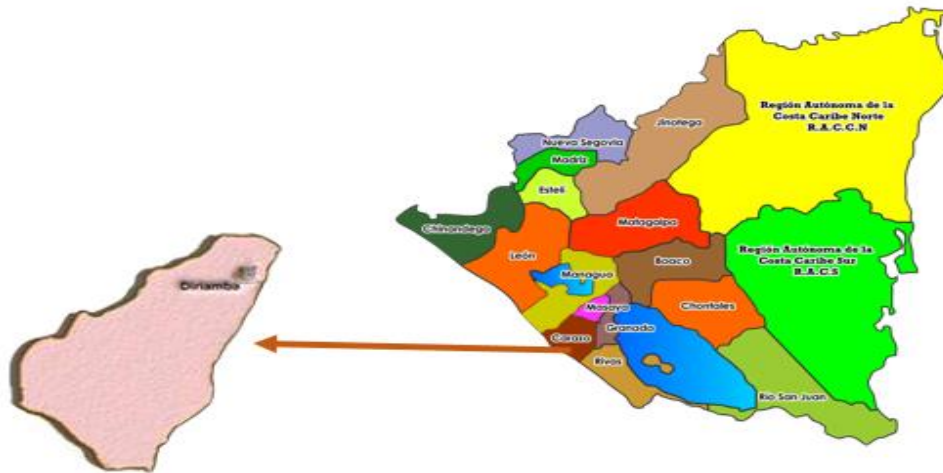 Región Autónoma de la
Costa Caribe Norte
R.A.C.C.N
Jinotega
Nueva Segovia
Madriz
Estelí
Chinandega
Matagalpa
León
Región Autónoma de la
Costa Caribe Sur
R.A.C.S
Boaco
Managua
Diriamba
Chontales
Masaya
Granada
Carazo
Rivas
Rio San Juan